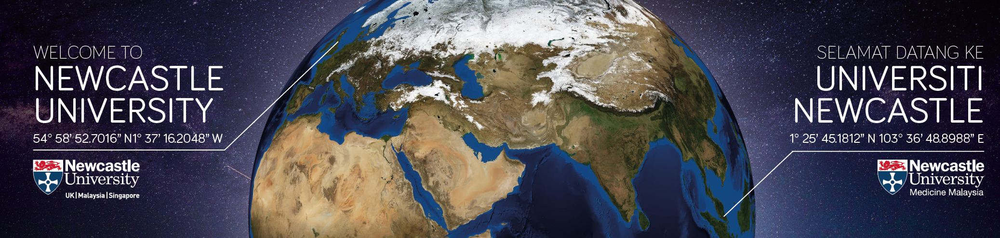 WELCOME TO
NEWCASTLE
UNIVERSITY
54° 58’ 52.7016” N1° 37’ 16.2048” W
Newcastle
University
UK | Malaysia | Singapore
SELAMAT DATANG KE
UNIVERSITI
NEWCASTLE
1° 25’ 45.1812” N 103° 36’ 48.8988” E
Newcastle
University
Medicine Malaysia